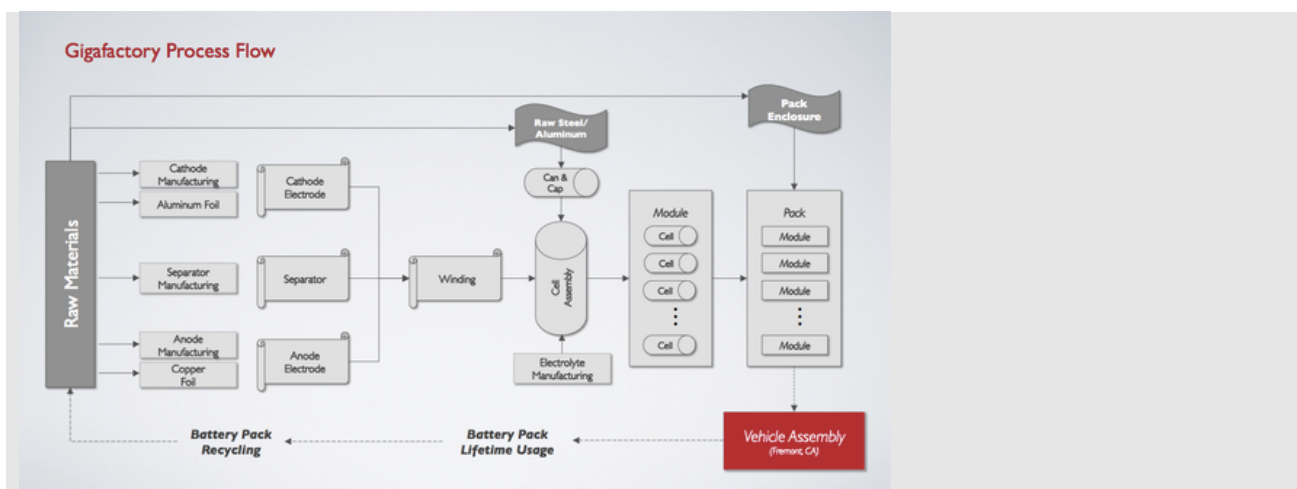 Gigafactory Process Flow
Pack
Enclosure
Raw Steel/
Aluminum
Raw Materials
Cathode
Manufacturing
Aluminum Foil
Cathode
Electrode
Can &
Cap
Separator
Manufacturing
Separator
Winding
Cell
Assembly
Anode
Manufacturing
Copper
Foil
Anode
Electrode
Electrolyte
Manufacturing
Module
Cell
Cell
Cell
Cell
Pack
Module
Module
Module
Module
Battery Pack
Recycling
Battery Pack
Lifetime Usage
Vehicle Assembly
(Fremont, CA)